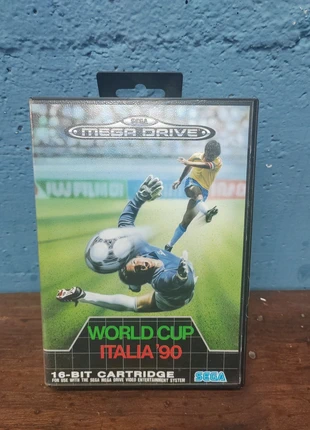 SEGA
MEGA DRIVE
WORLD CUP
ITALIA '90
16-BIT CARTRIDGE
FOR USE WITH THE SEGA MEGA DRIVE VIDEO ENTERTAINMENT SYSTEM
SEGA